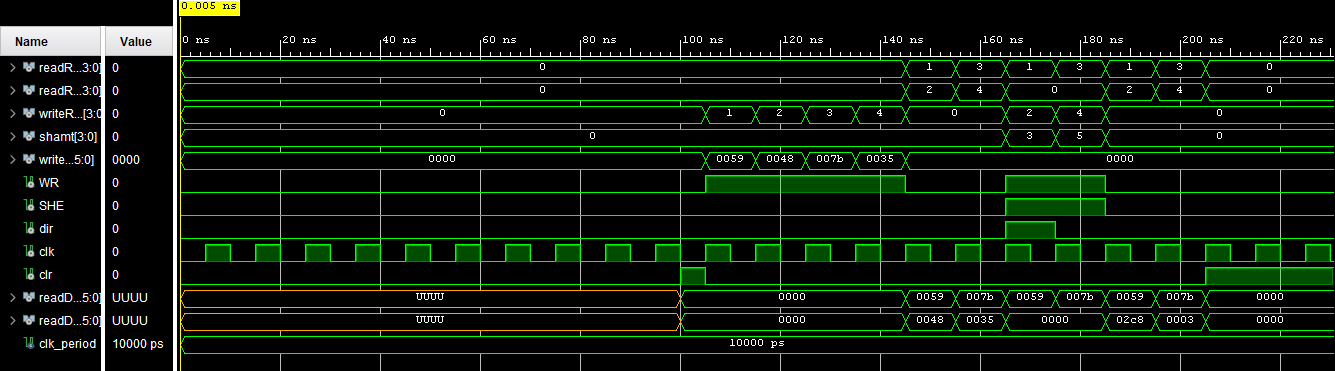 0.005 ns
Name Value 0 ns 20 ns 40 ns 60 ns 80 ns 100 ns 120 ns 140 ns 160 ns 180 ns 200 ns 220 ns
readR...3:0] 0 0 1 3 1 3 1 3 0
readR...3:0] 0 0 2 4 0 2 4 0
writeR...[3:0 0 0 1 2 3 4 0 2 4 0
shamt[3:0] 0 0 3 5 0
write...5:0] 0000 0000 0059 0048 007b 0035 0000
WR 0
SHE 0
dir 0
clk 0
clr 0
readD...5:0] UUUU UUUU 0000 0059 007b 0059 007b 0059 007b 0000
readD...5:0] UUUU UUUU 0000 0048 0035 0000 02c8 0003 0000
clk_period 10000 ps 10000 ps